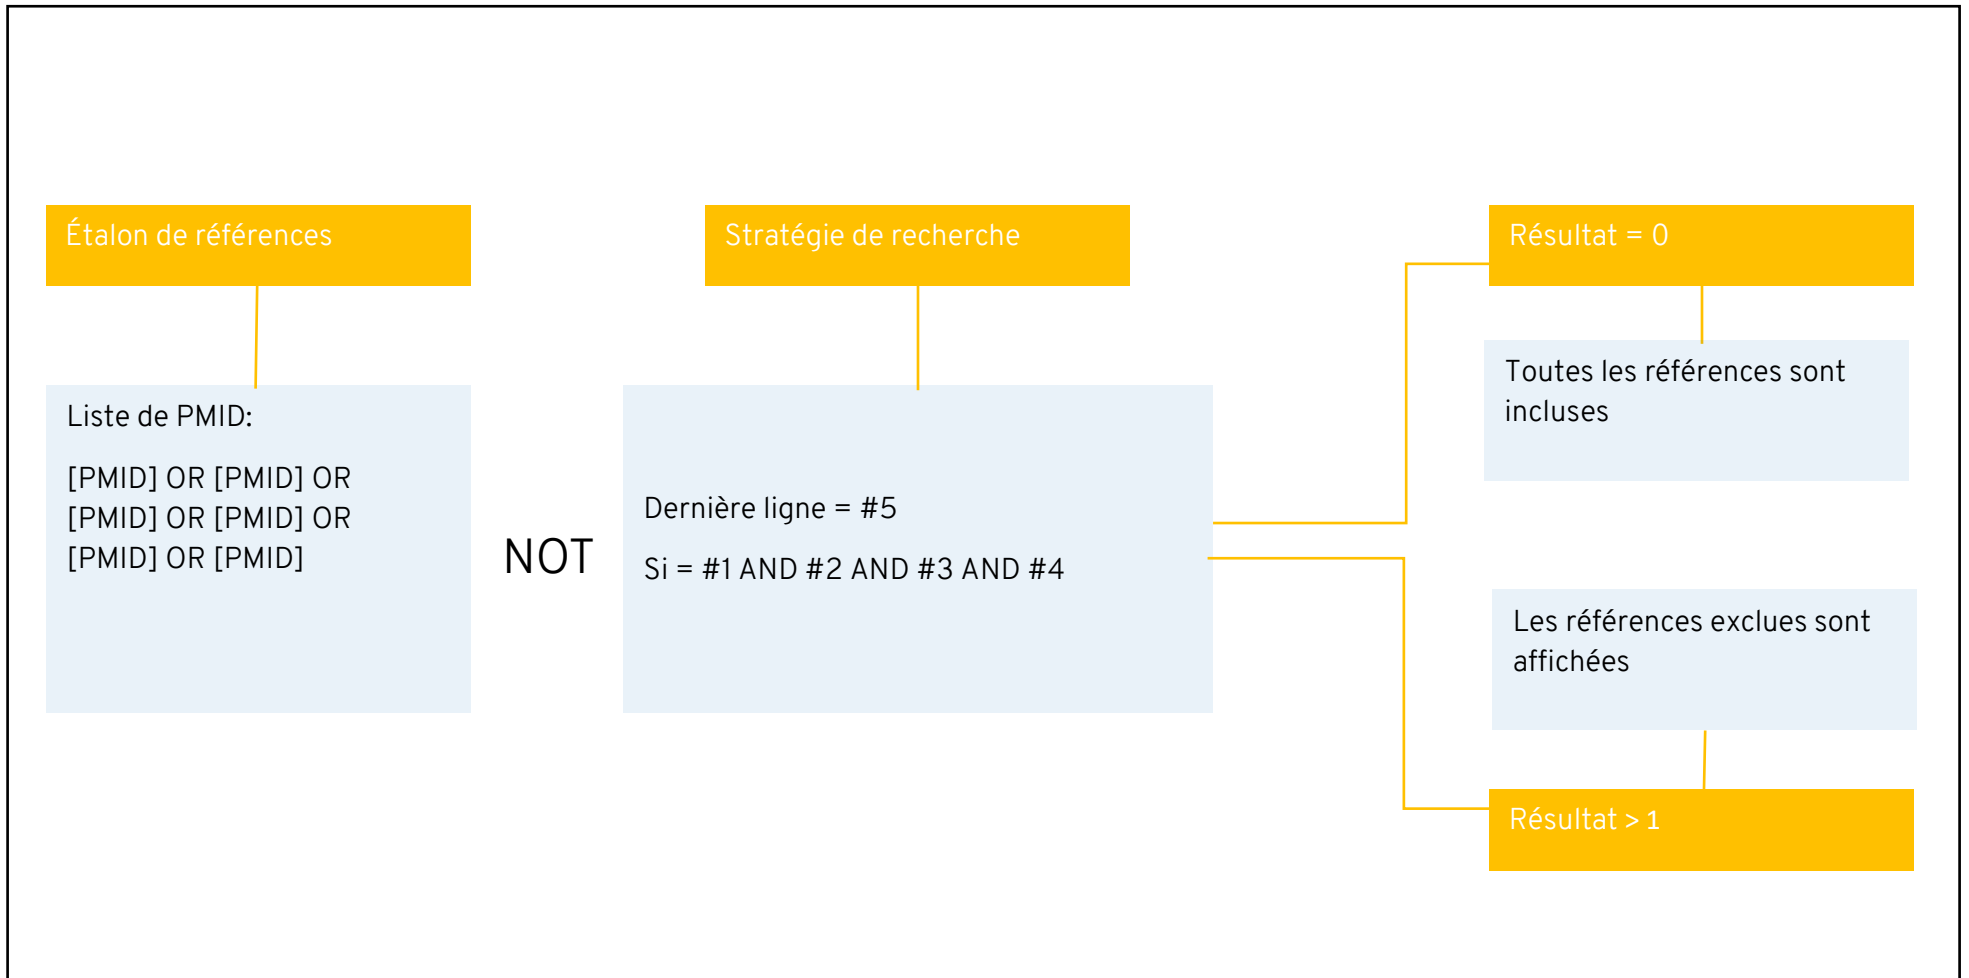 Étalon de références
Liste de PMID:
[PMID] OR [PMID] OR
[PMID] OR [PMID] OR
[PMID] OR [PMID]
NOT
Stratégie de recherche
Dernière ligne = #5
Si = #1 AND #2 AND #3 AND #4
Résultat = 0
Toutes les références sont
incluses
Les références exclues sont
affichées
Résultat > 1